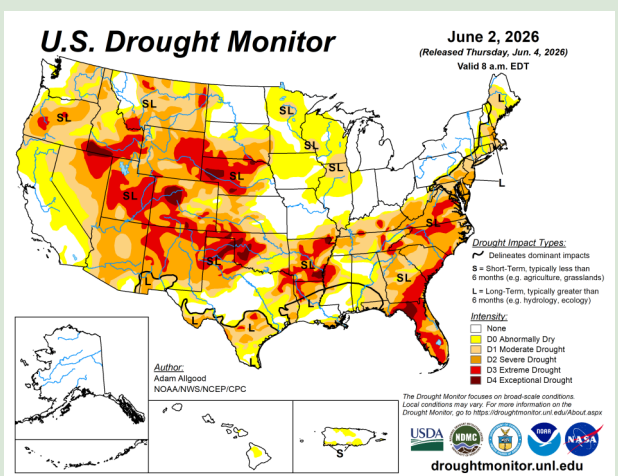 U.S. Drought Monitor
June 2, 2026
(Released Thursday, Jun. 4, 2026)
Valid 8 a.m. EDT
SL
SL
SL
SL
SL
SL
SL
SL
SL
SL
L
L
L
L
L
L
L
S
Drought Impact Types:
Delineates dominant impacts
S = Short-Term, typically less than
6 months (e.g. agriculture, grasslands)
L = Long-Term, typically greater than
6 months (e.g. hydrology, ecology)
Intensity:
None
D0 Abnormally Dry
D1 Moderate Drought
D2 Severe Drought
D3 Extreme Drought
D4 Exceptional Drought
Author:
Adam Allgood
NOAA/NWS/NCEP/CPC
The Drought Monitor focuses on broad-scale conditions.
Local conditions may vary. For more information on the
Drought Monitor, go to https://droughtmonitor.unl.edu/About.aspx
USDA
NDMC
NOAA
NASA
droughtmonitor.unl.edu